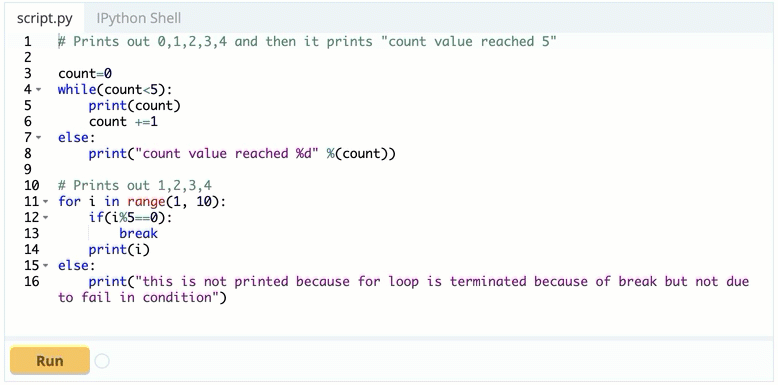 script.py IPython Shell
1 # Prints out 0,1,2,3,4 and then it prints "count value reached 5"
2
3 count=0
4 while(count<5):
5     print(count)
6     count +=1
7 else:
8     print("count value reached %d" %(count))
9
10 # Prints out 1,2,3,4
11 for i in range(1, 10):
12     if(i%5==0):
13         break
14     print(i)
15 else:
16     print("this is not printed because for loop is terminated because of break but not due
to fail in condition")
Run